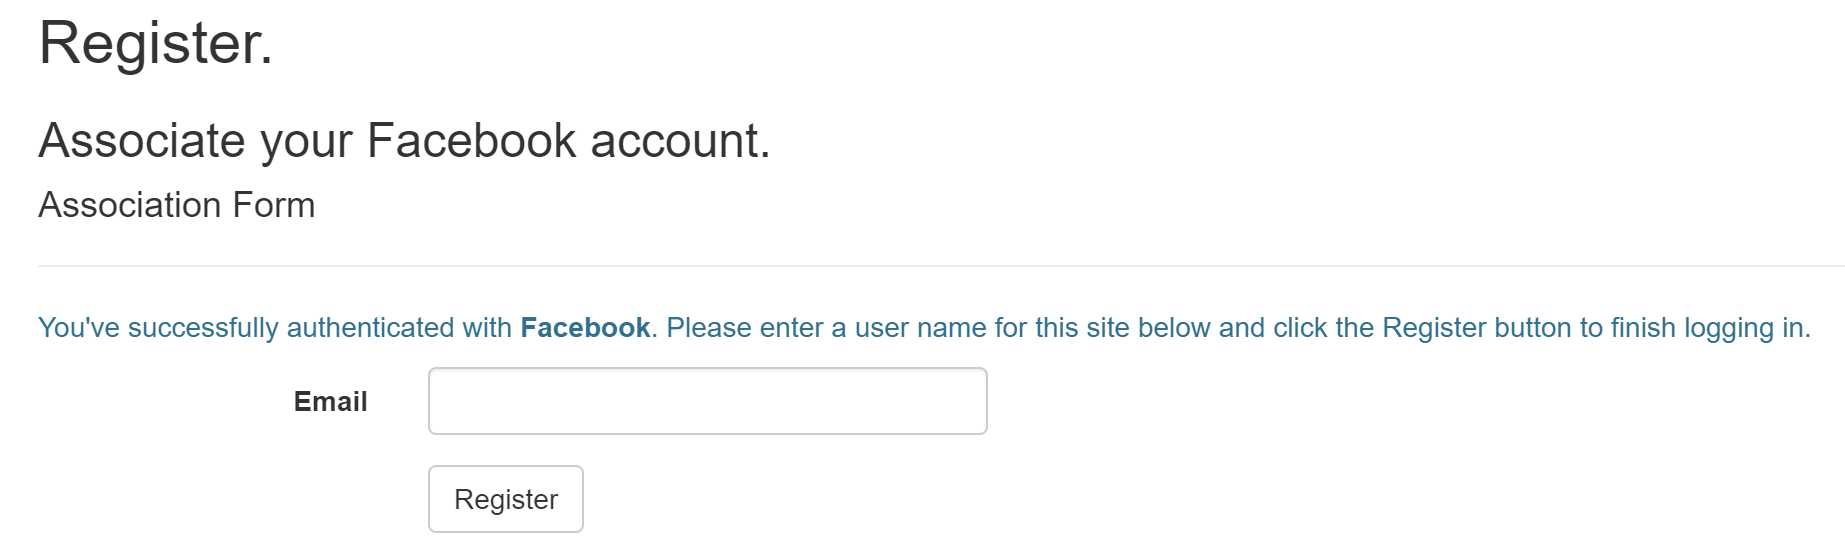 Register.
Associate your Facebook account.
Association Form
You've successfully authenticated with Facebook. Please enter a user name for this site below and click the Register button to finish logging in.
Email
Register